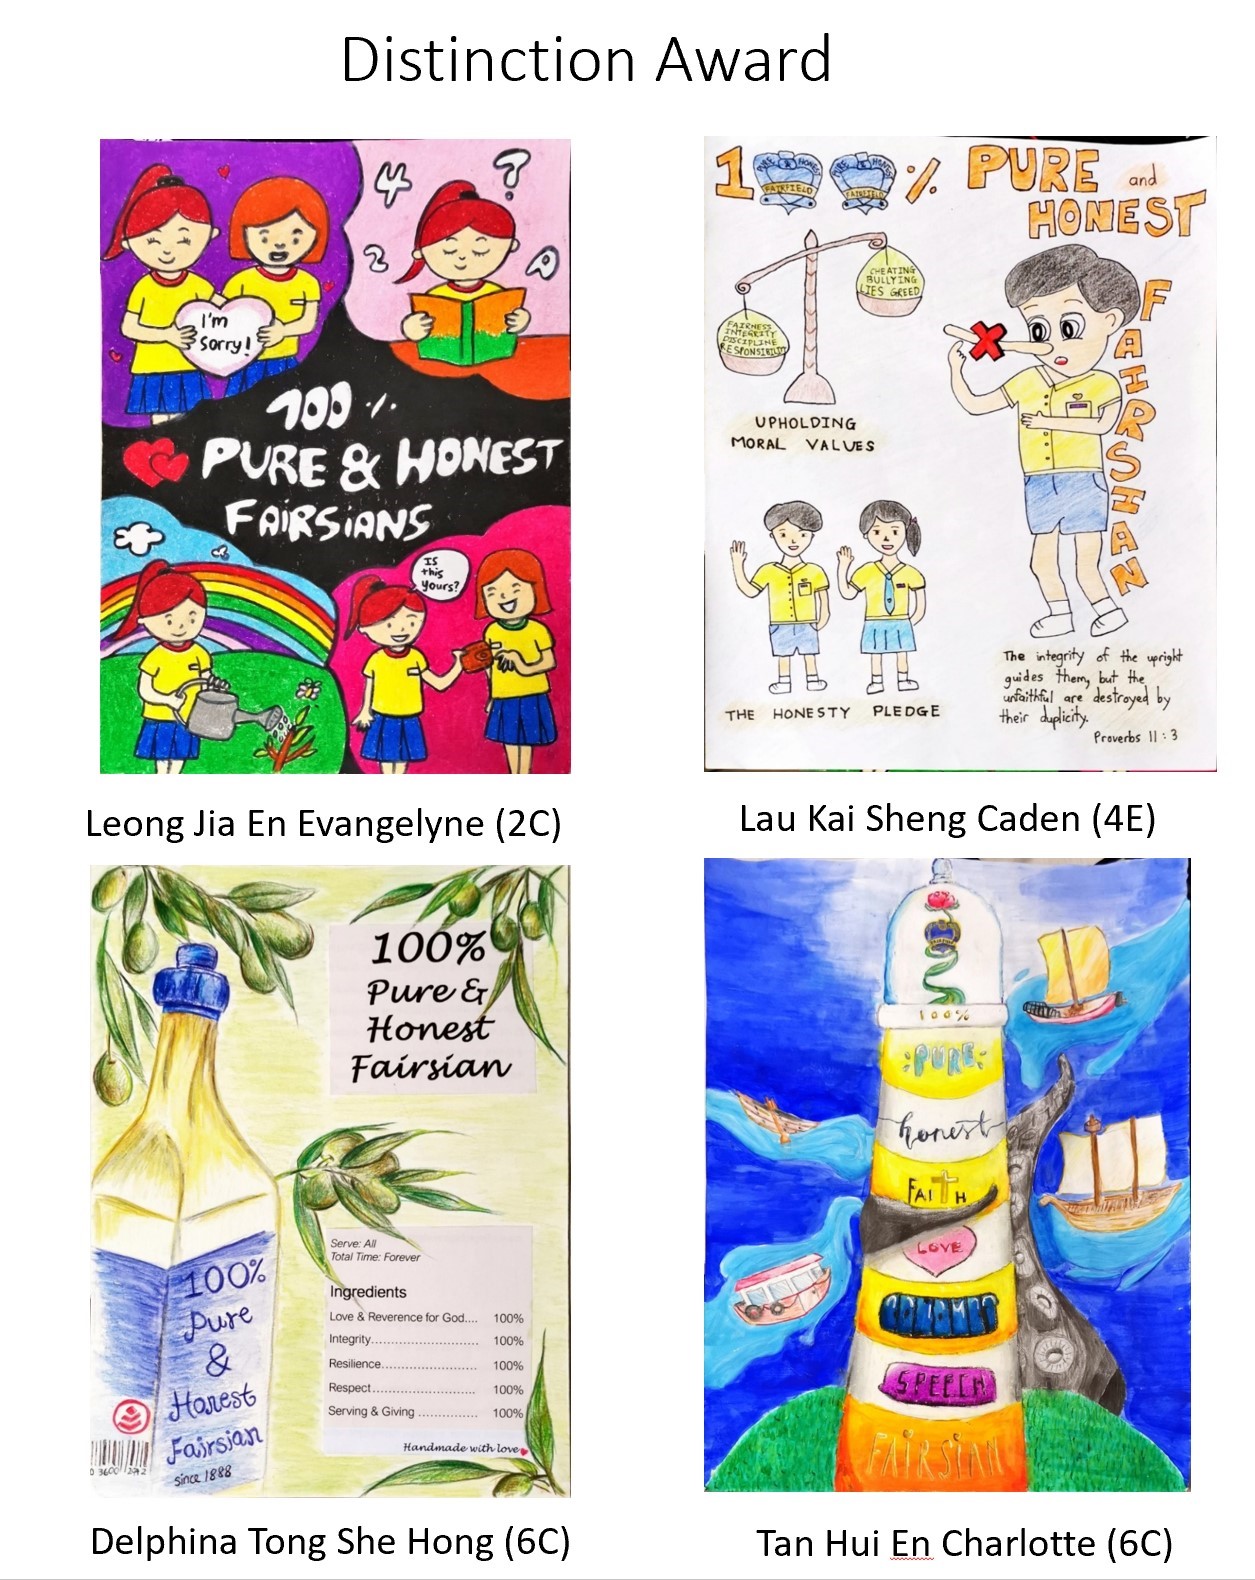 Distinction Award
4
?
2
A
I'm
Sorry!
100 %
PURE & HONEST
FAIRSIANS
Is
this
yours?
Leong Jia En Evangelyne (2C)
1 %
PURE & HONEST
FAIRFIELD
PURE & HONEST
FAIRFIELD
PURE and
HONEST
FAIRSIAN
CHEATING
BULLYING
LIES GREED
FAIRNESS
INTEGRITY
DISCIPLINE
RESPONSIBILITY
UPHOLDING
MORAL VALUES
THE HONESTY PLEDGE
The integrity of the upright
guides them, but the
unfaithful are destroyed by
their duplicity.
Proverbs 11:3
Lau Kai Sheng Caden (4E)
100%
Pure &
Honest
Fairsian
Serve: All
Total Time: Forever
Ingredients
Love & Reverence for God.... 100%
Integrity......................... 100%
Resilience....................... 100%
Respect......................... 100%
Serving & Giving ............... 100%
Handmade with love
100%
Pure
&
Honest
Fairsian
since 1888
Delphina Tong She Hong (6C)
100%
PURE
honest
FAITH
LOVE
SPEECH
FAIRSIAN
Tan Hui En Charlotte (6C)